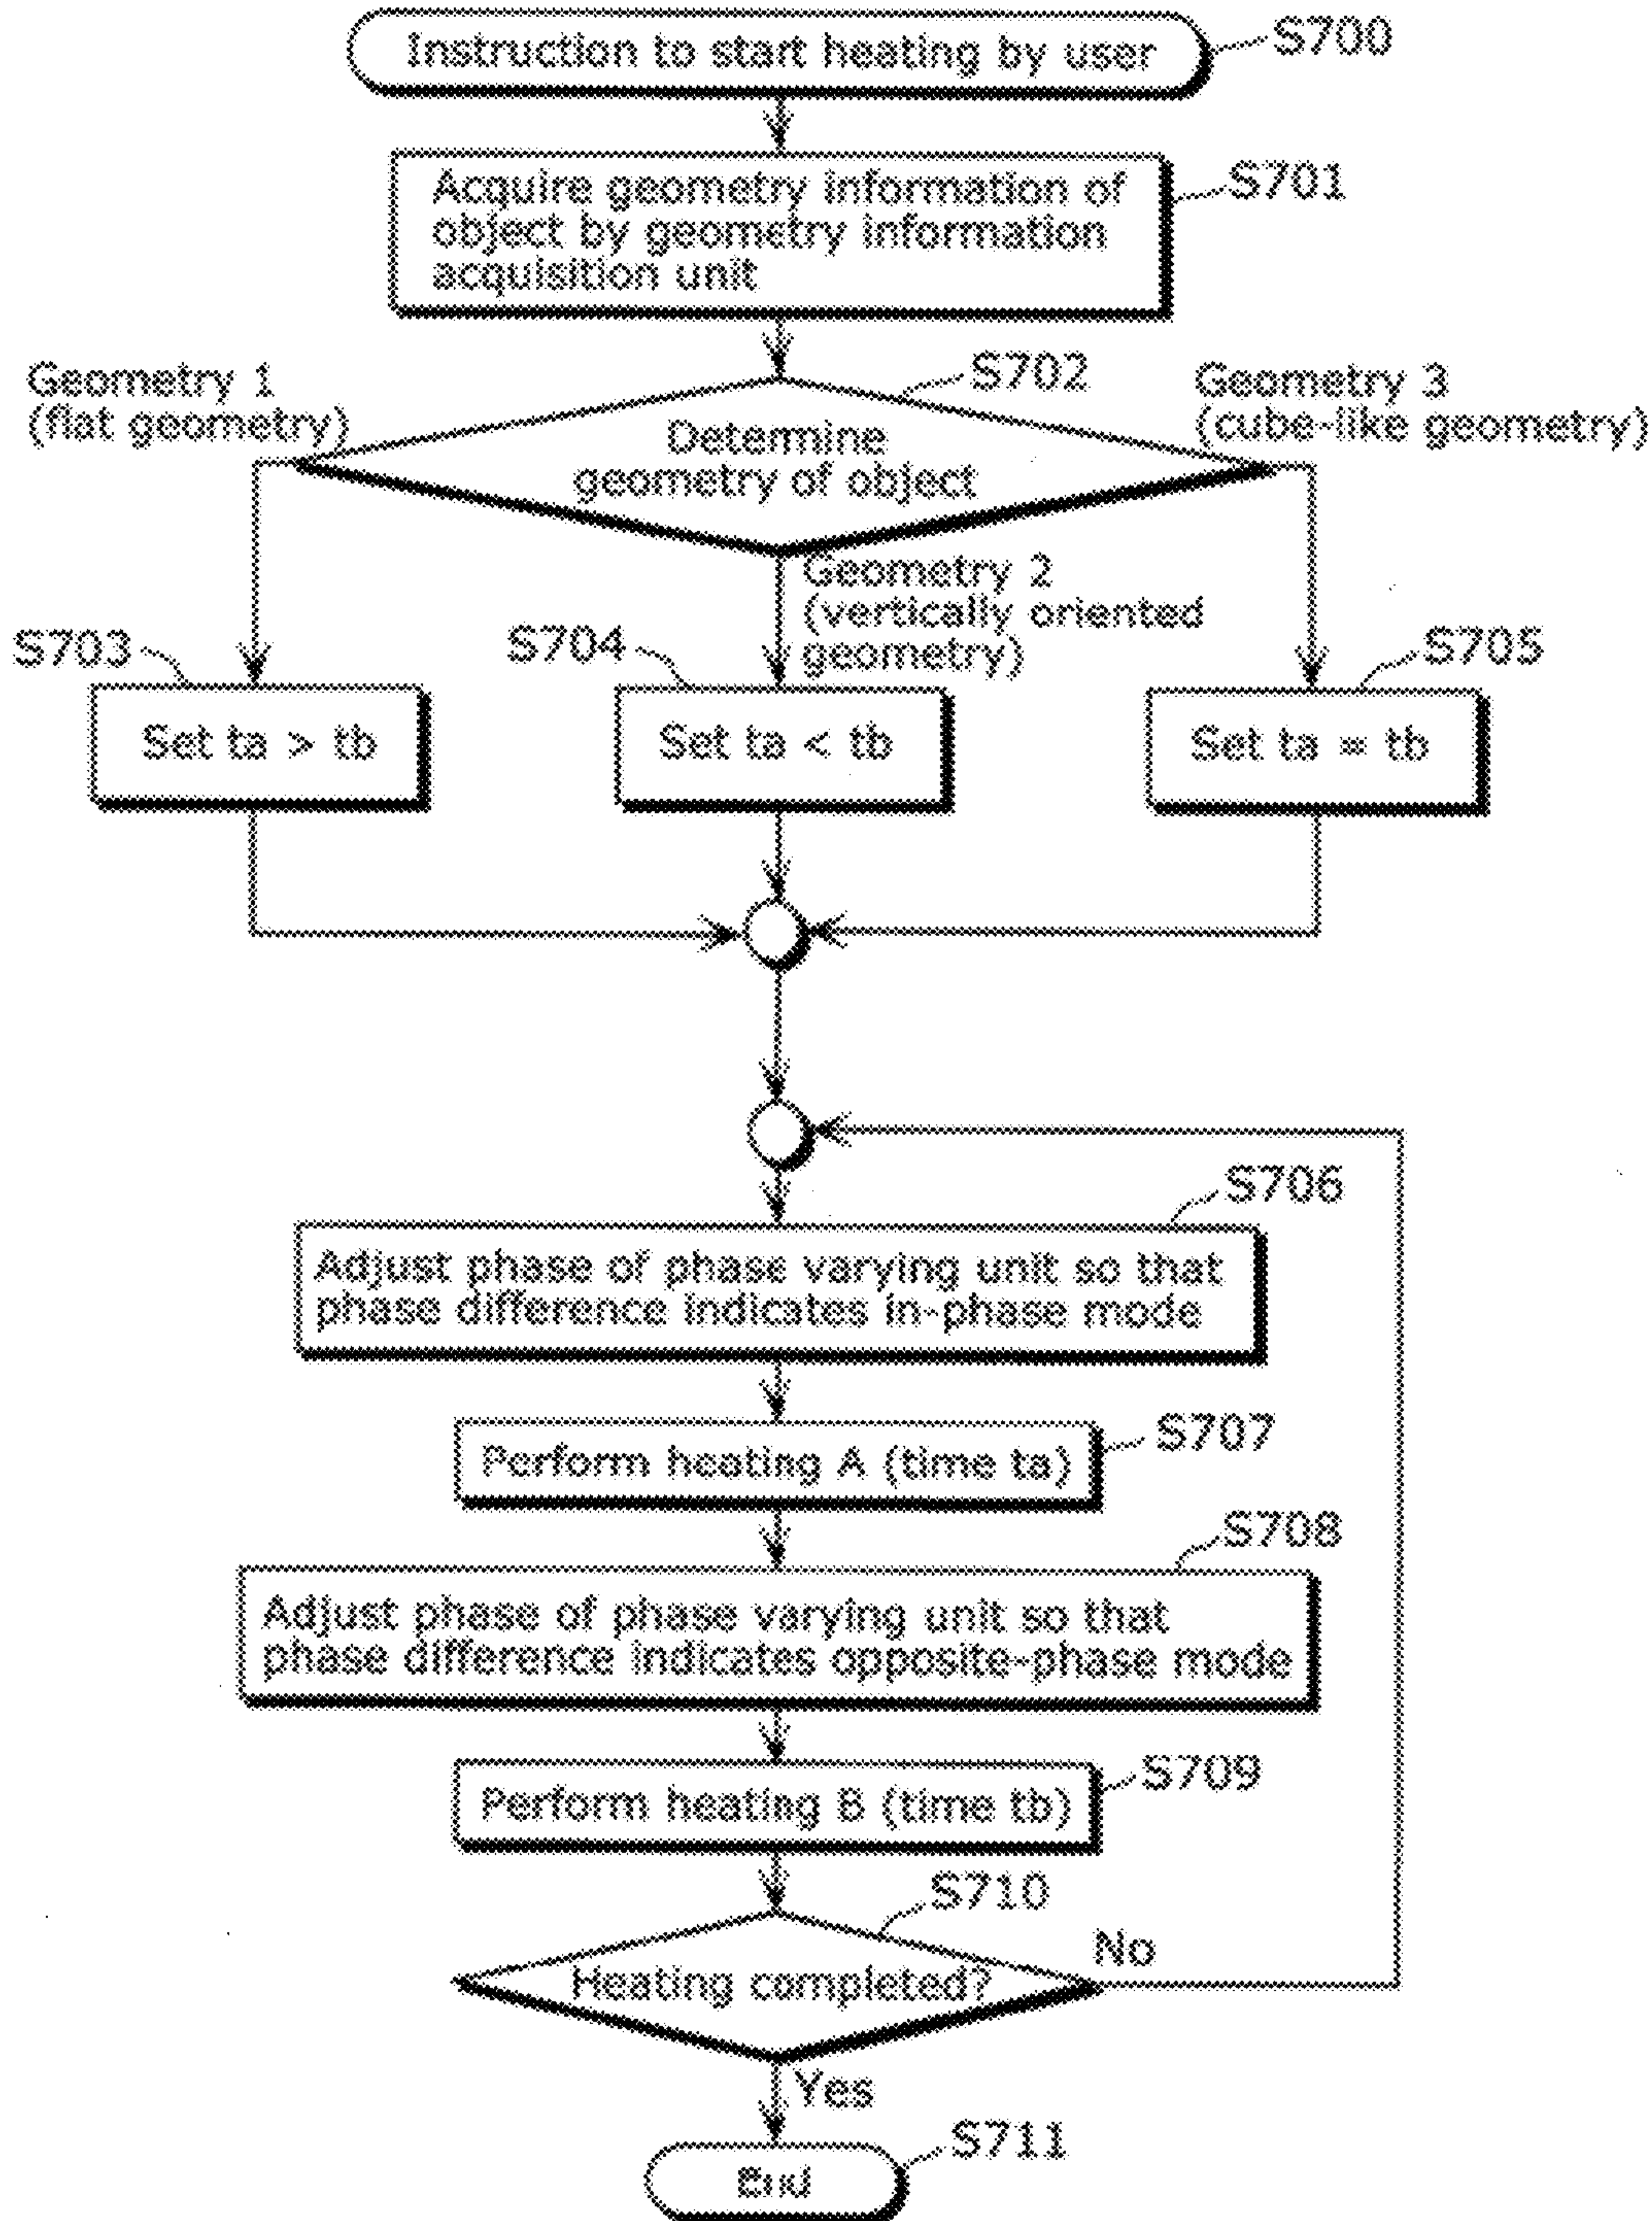 Instruction to start heating by user
S700
Acquire geometry information of
object by geometry information
acquisition unit
S701
S702
Geometry 1
(flat geometry)
Geometry 3
(cube-like geometry)
Determine
geometry of object
Geometry 2
(vertically oriented
geometry)
S703
S704
S705
Set ta > tb
Set ta < tb
Set ta = tb
S706
Adjust phase of phase varying unit so that
phase difference indicates in-phase mode
S707
Perform heating A (time ta)
S708
Adjust phase of phase varying unit so that
phase difference indicates opposite-phase mode
S709
Perform heating B (time tb)
S710
No
Heating completed?
Yes
S711
End